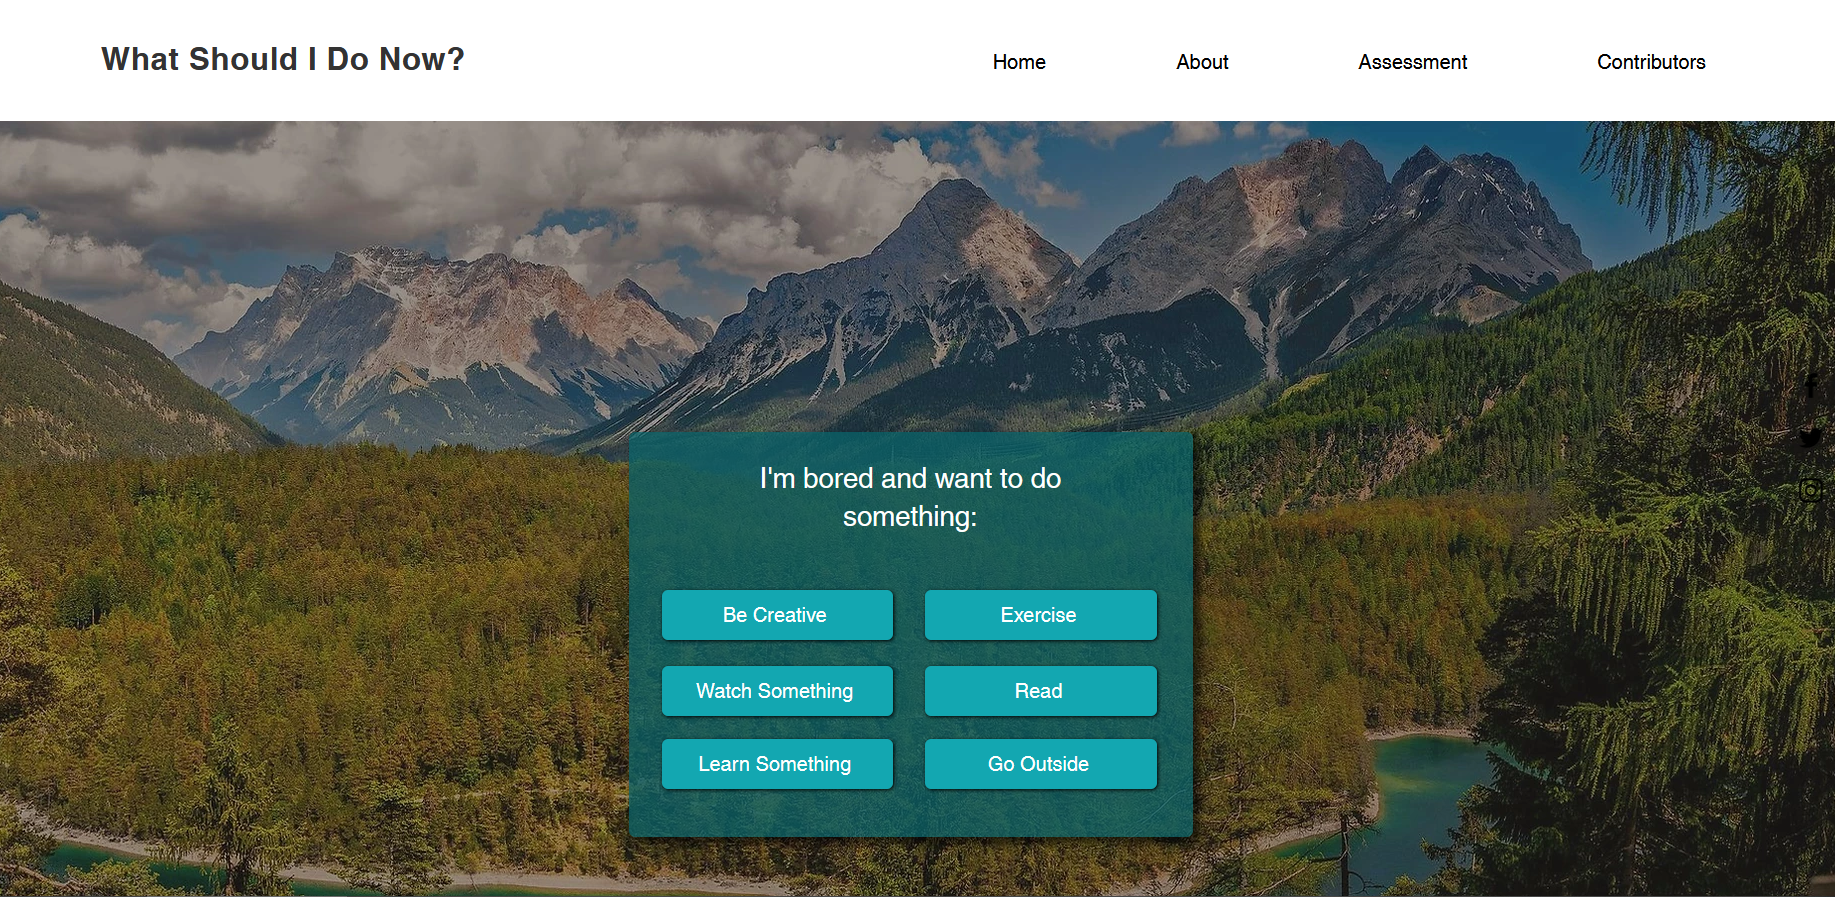 What Should I Do Now?
Home
About
Assessment
Contributors
I'm bored and want to do
something:
Be Creative
Exercise
Watch Something
Read
Learn Something
Go Outside